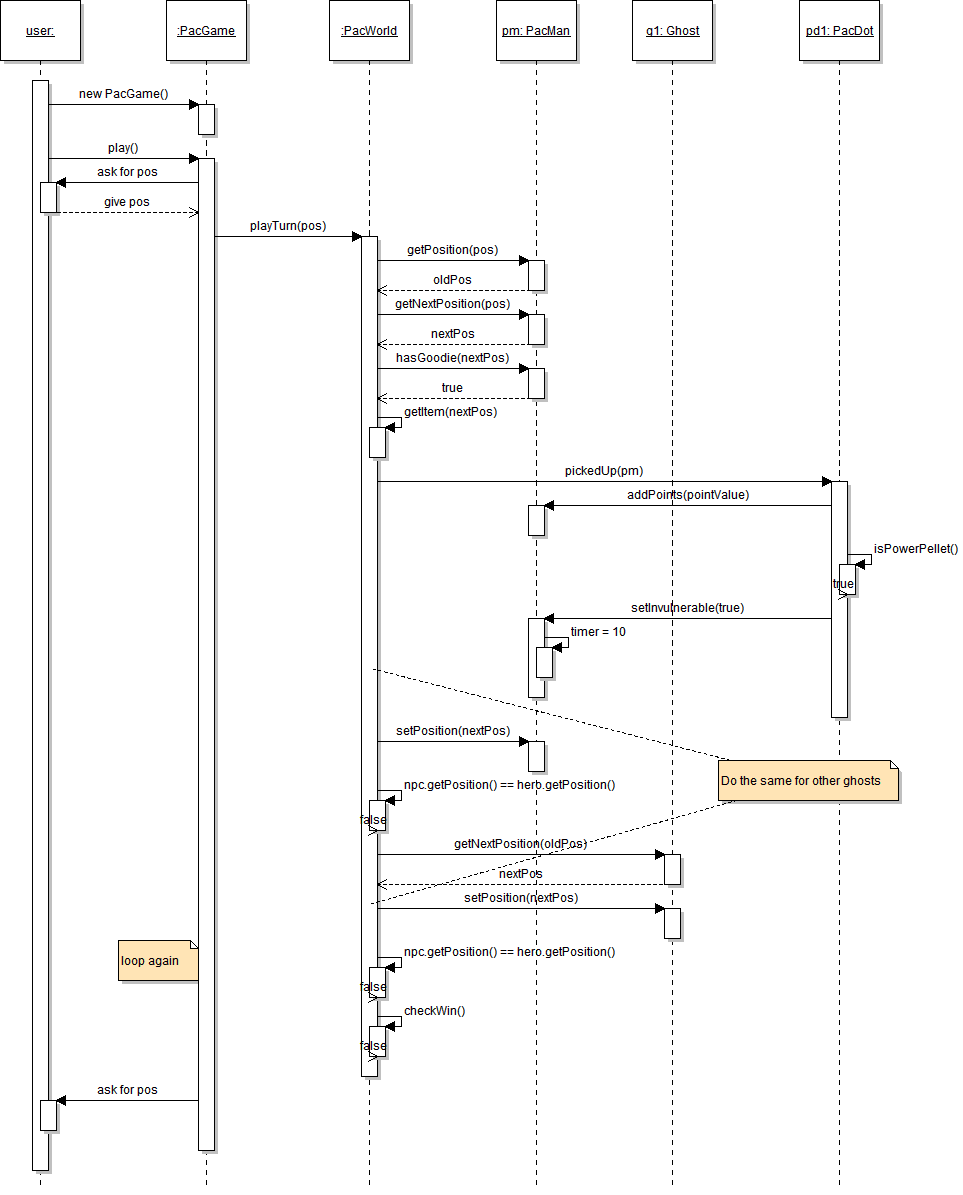 user:
:PacGame
:PacWorld
pm: PacMan
g1: Ghost
pd1: PacDot
new PacGame()
play()
ask for pos
give pos
playTurn(pos)
getPosition(pos)
oldPos
getNextPosition(pos)
nextPos
hasGoodie(nextPos)
true
getItem(nextPos)
pickedUp(pm)
addPoints(pointValue)
isPowerPellet()
true
setInvulnerable(true)
timer = 10
setPosition(nextPos)
Do the same for other ghosts
npc.getPosition() == hero.getPosition()
false
getNextPosition(oldPos)
nextPos
setPosition(nextPos)
npc.getPosition() == hero.getPosition()
loop again
false
checkWin()
false
ask for pos